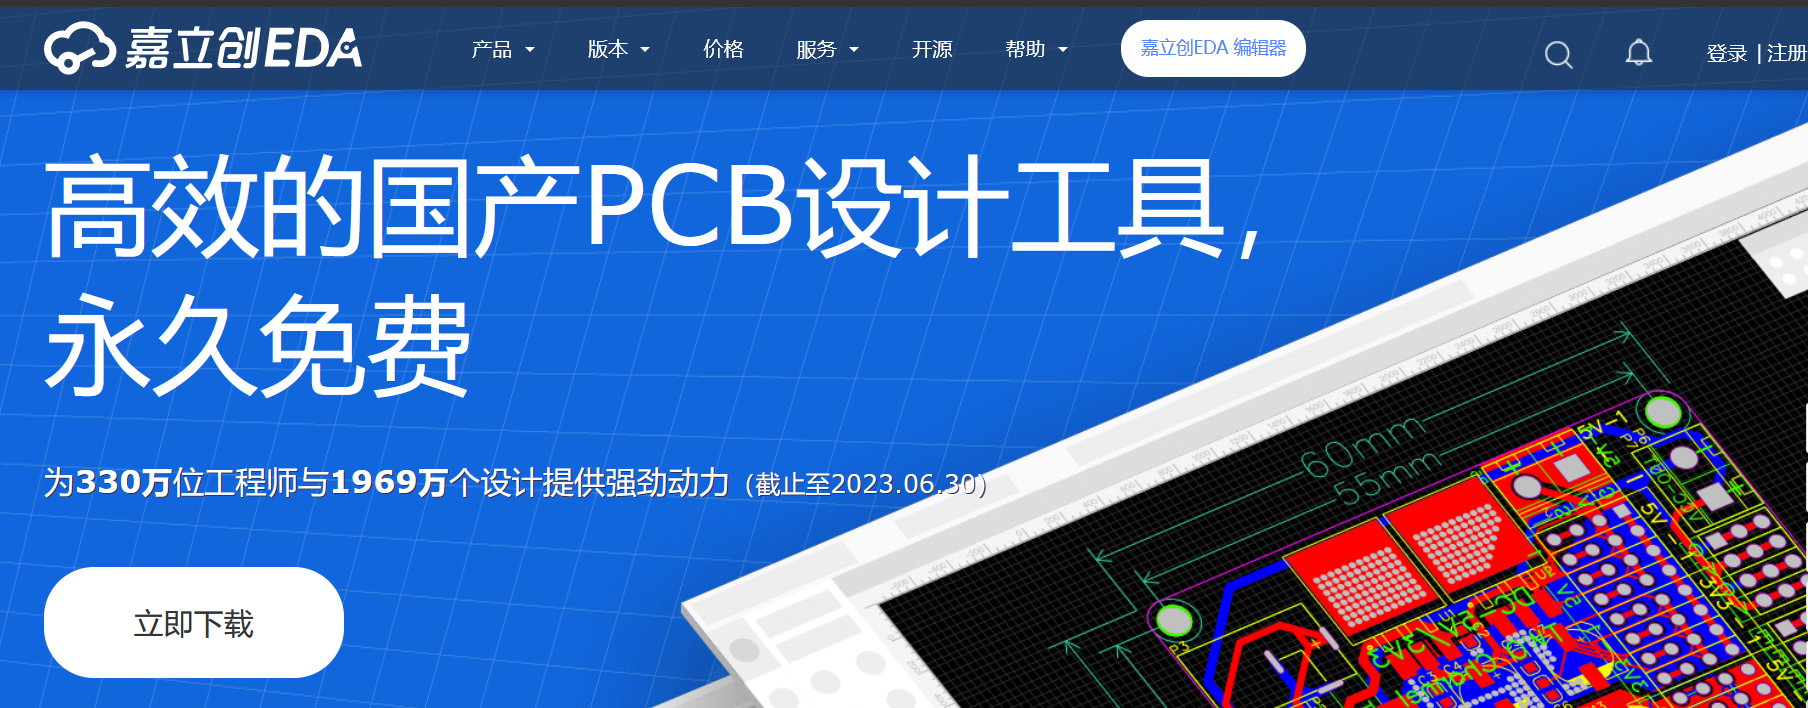 嘉立创EDA 产品 版本 价格 服务 开源 帮助 嘉立创EDA 编辑器 登录 | 注册
高效的国产PCB设计工具，
永久免费
为330万位工程师与1969万个设计提供强劲动力（截止至2023.06.30）
立即下载
60mm
55mm